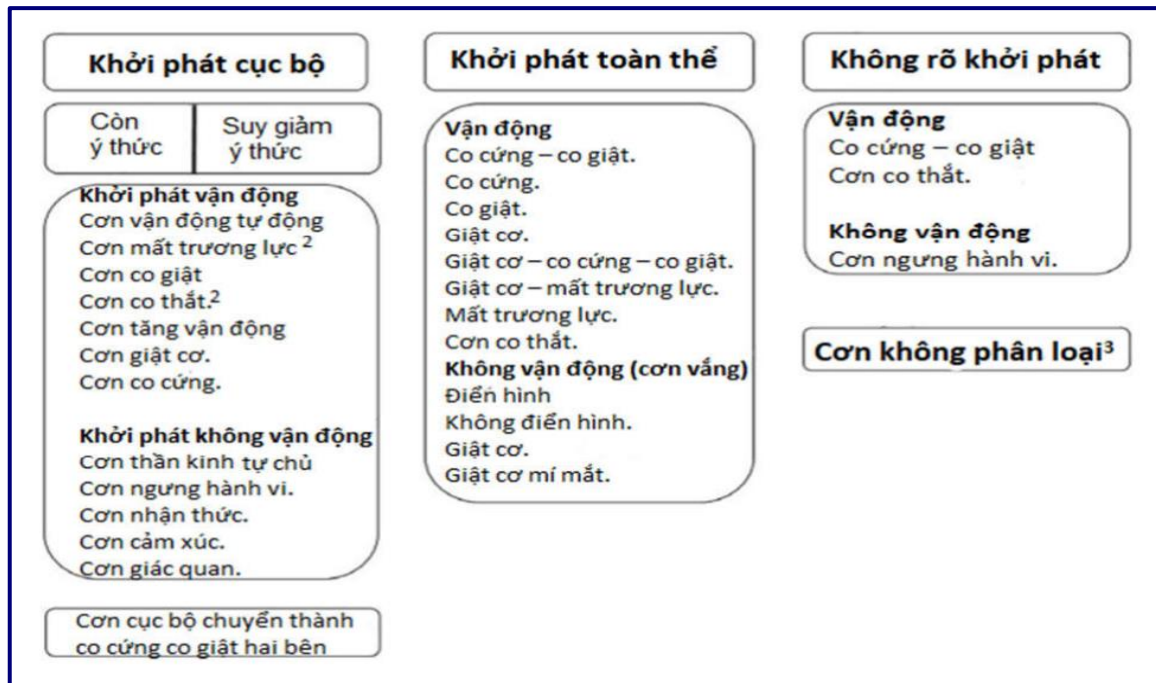 Khởi phát cục bộ
Còn
ý thức
Suy giảm
ý thức
Khởi phát vận động
Cơn vận động tự động
Cơn mất trương lực ²
Cơn co giật
Cơn co thắt.²
Cơn tăng vận động
Cơn giật cơ.
Cơn co cứng.
Khởi phát không vận động
Cơn thần kinh tự chủ
Cơn ngưng hành vi.
Cơn nhận thức.
Cơn cảm xúc.
Cơn giác quan.
Cơn cục bộ chuyển thành
co cứng co giật hai bên
Khởi phát toàn thể
Vận động
Co cứng – co giật.
Co cứng.
Co giật.
Giật cơ.
Giật cơ – co cứng – co giật.
Giật cơ – mất trương lực.
Mất trương lực.
Cơn co thắt.
Không vận động (cơn vắng)
Điển hình
Không điển hình.
Giật cơ.
Giật cơ mí mắt.
Không rõ khởi phát
Vận động
Co cứng – co giật
Cơn co thắt.
Không vận động
Cơn ngưng hành vi.
Cơn không phân loại³